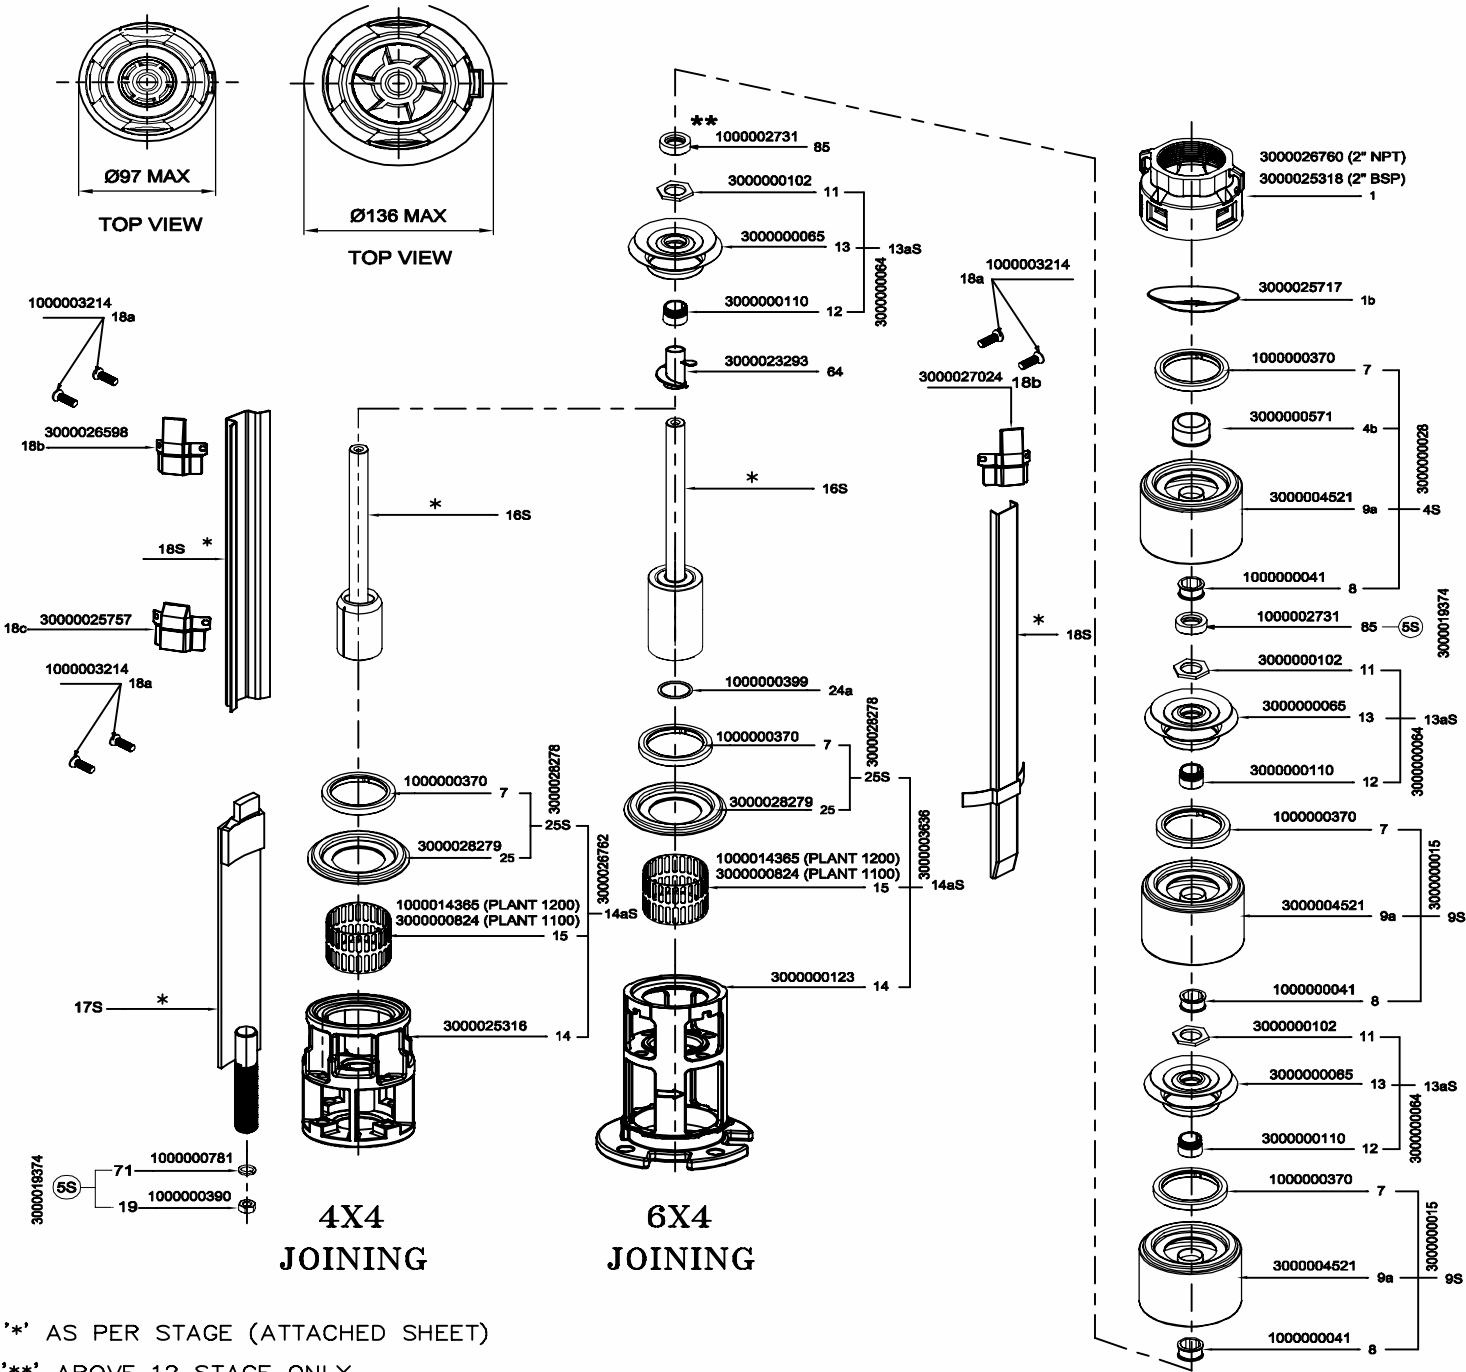 Ø97 MAX
TOP VIEW
Ø136 MAX
TOP VIEW
1000003214
18a
3000026598
18b
18S *
30000025757
18c
1000003214
18a
17S *
71 1000000781
19 1000000390
5S
3000019374
* 16S
1000000370
7
3000028279
25
25S
3000028278
1000014365 (PLANT 1200)
3000000824 (PLANT 1100)
15
14aS
3000026762
3000025316
14
4X4
JOINING
**
1000002731
85
3000000102
11
3000000065
13
13aS
3000000064
3000000110
12
3000023293
64
* 16S
1000000399
24a
1000000370
7
3000028279
25
25S
3000028278
1000014365 (PLANT 1200)
3000000824 (PLANT 1100)
15
14aS
3000003636
3000000123
14
6X4
JOINING
1000003214
18a
3000027024 18b
* 18S
3000026760 (2" NPT)
3000025318 (2" BSP)
1
3000025717
1b
1000000370
7
3000000571
4b
3000000028
3000004521
9a
4S
1000000041
8
1000002731
85
5S
3000019374
3000000102
11
3000000065
13
13aS
3000000064
3000000110
12
1000000370
7
3000000015
3000004521
9a
9S
1000000041
8
3000000102
11
3000000065
13
13aS
3000000064
3000000110
12
1000000370
7
3000000015
3000004521
9a
9S
1000000041
8
'*' AS PER STAGE (ATTACHED SHEET)
'**' ABOVE 12 STAGE ONLY